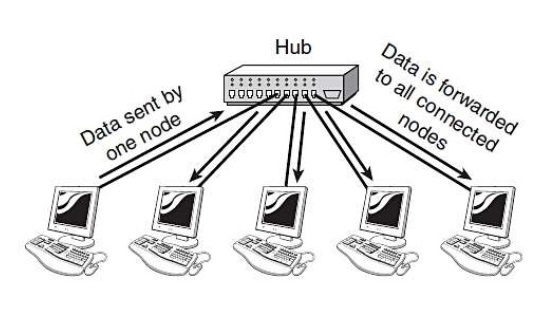 Hub
Data sent by
one node
Data is forwarded
to all connected
nodes